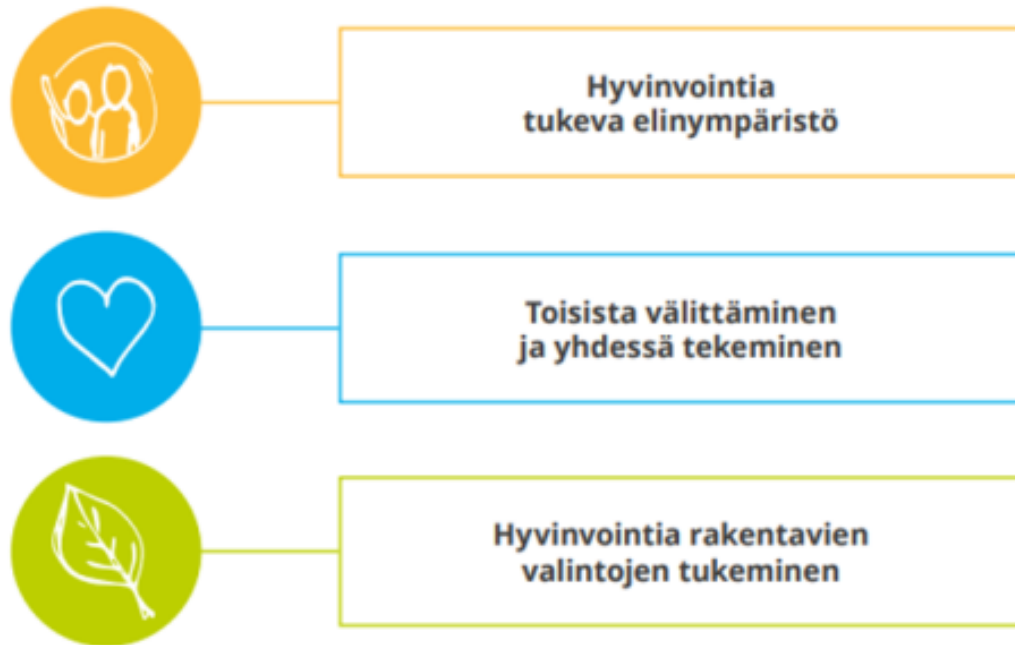 Hyvinvointia
tukeva elinympäristö
Toisista välittäminen
ja yhdessä tekeminen
Hyvinvointia rakentavien
valintojen tukeminen